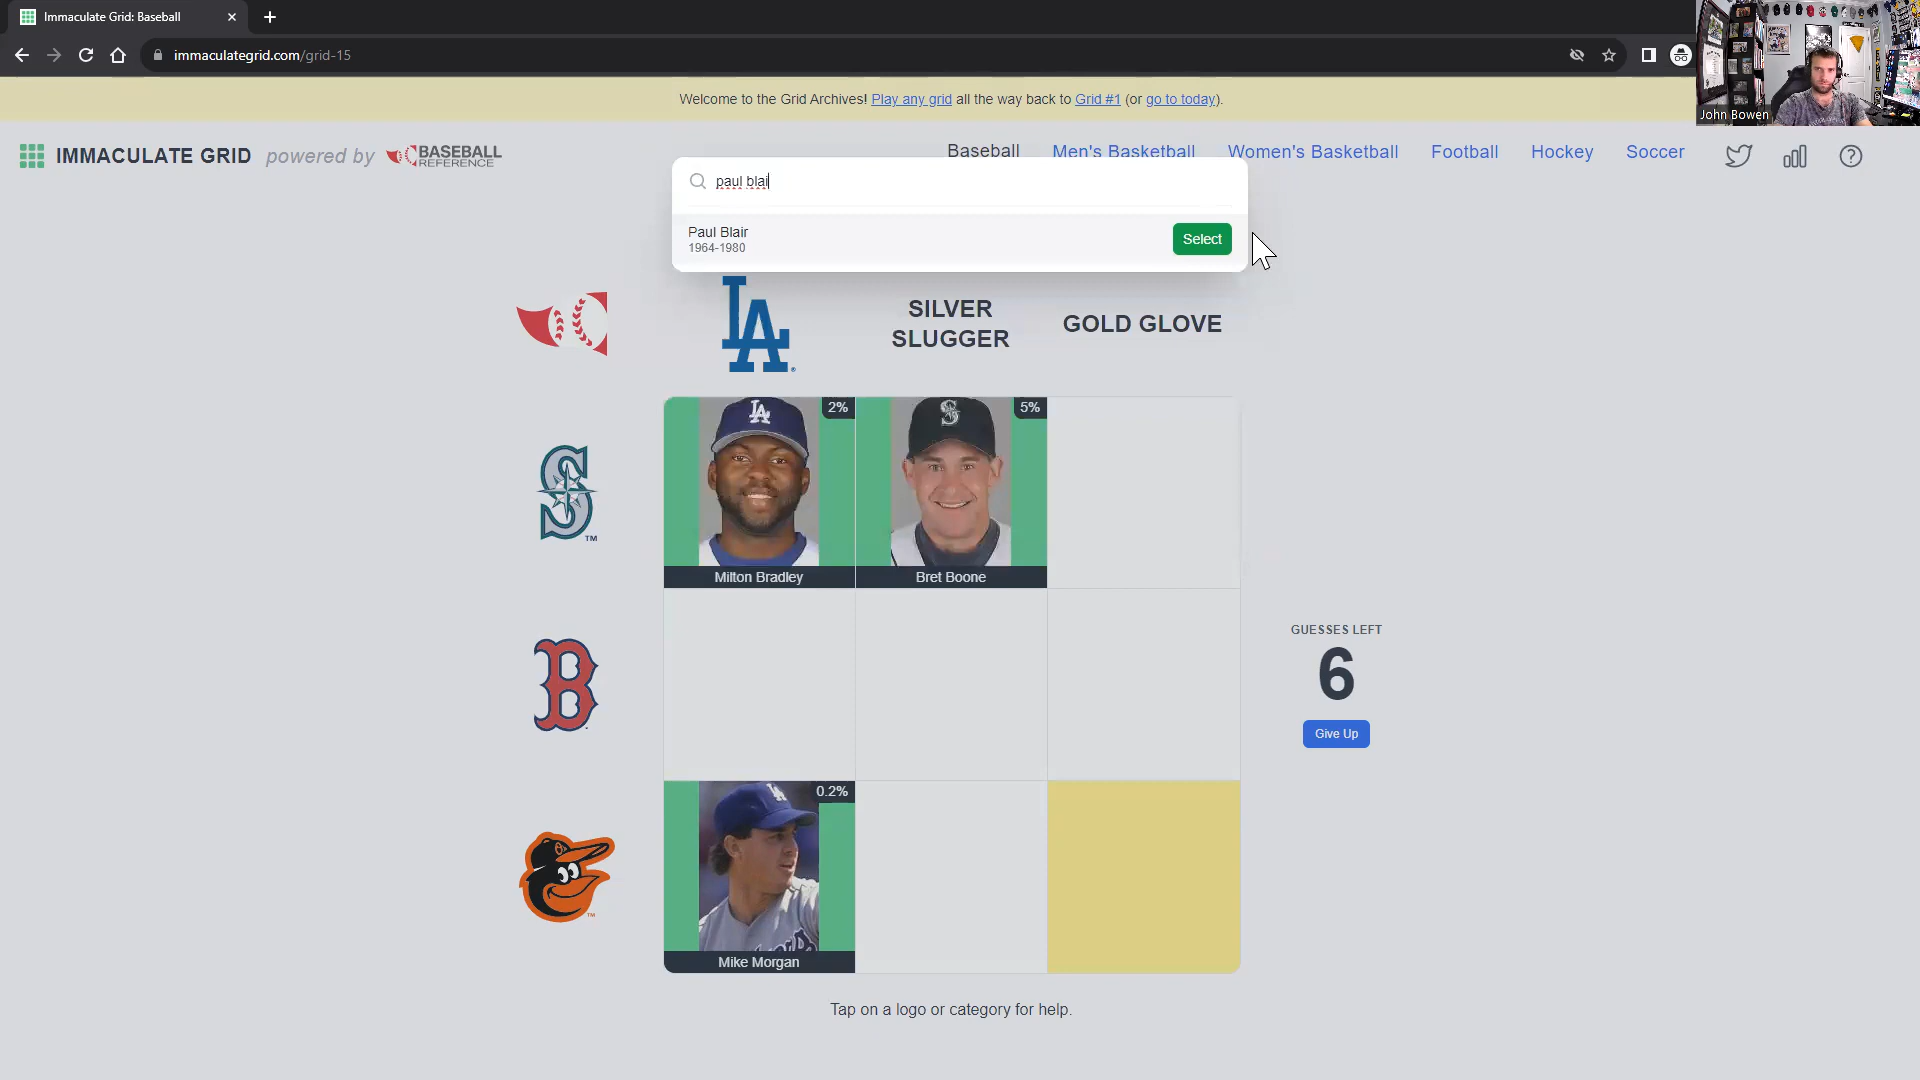 Immaculate Grid: Baseball
immaculategrid.com/grid-15
John Bowen
Welcome to the Grid Archives! Play any grid all the way back to Grid #1 (or go to today).
IMMACULATE GRID powered by BASEBALL REFERENCE
Baseball Men's Basketball Women's Basketball Football Hockey Soccer
paul blai
Paul Blair
1964-1980
Select
LA
SILVER SLUGGER
GOLD GLOVE
S
TM
2%
Milton Bradley
5%
Bret Boone
B
GUESSES LEFT
6
Give Up
TM
0.2%
Mike Morgan
Tap on a logo or category for help.